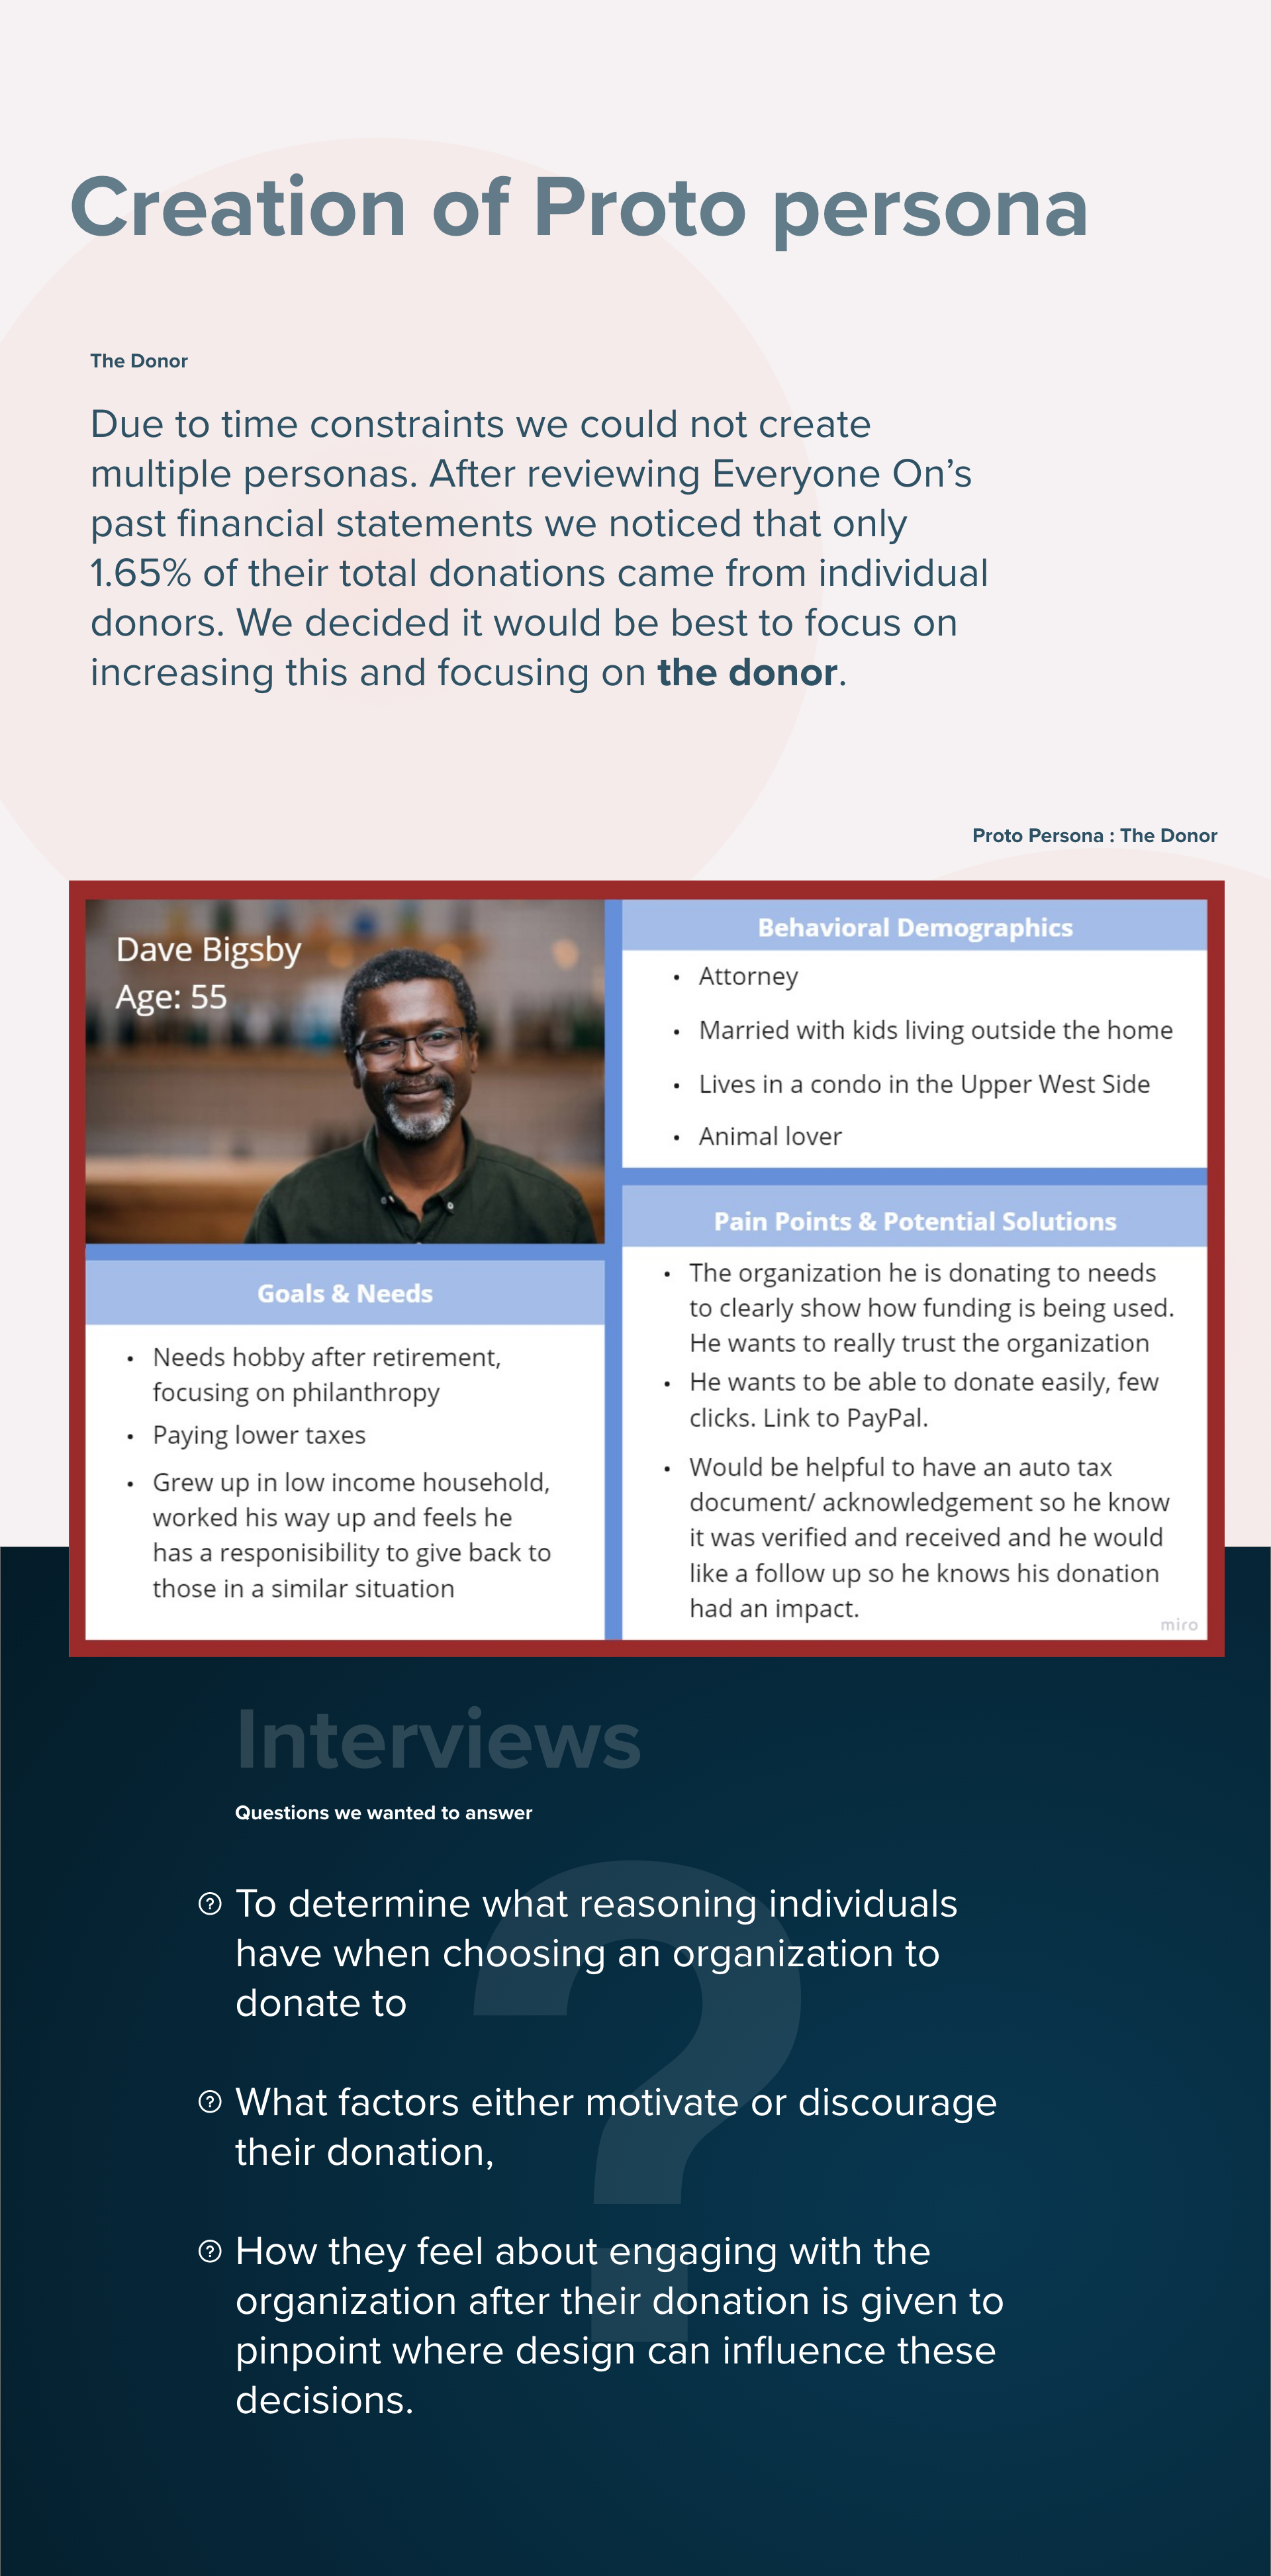 Creation of Proto persona
The Donor
Due to time constraints we could not create
multiple personas. After reviewing Everyone On’s
past financial statements we noticed that only
1.65% of their total donations came from individual
donors. We decided it would be best to focus on
increasing this and focusing on the donor.
Proto Persona : The Donor
Dave Bigsby
Age: 55
Goals & Needs
• Needs hobby after retirement,
focusing on philanthropy
• Paying lower taxes
• Grew up in low income household,
worked his way up and feels he
has a responisibility to give back to
those in a similar situation
Behavioral Demographics
• Attorney
• Married with kids living outside the home
• Lives in a condo in the Upper West Side
• Animal lover
Pain Points & Potential Solutions
• The organization he is donating to needs
to clearly show how funding is being used.
He wants to really trust the organization
• He wants to be able to donate easily, few
clicks. Link to PayPal.
• Would be helpful to have an auto tax
document/ acknowledgement so he know
it was verified and received and he would
like a follow up so he knows his donation
had an impact.
miro
Interviews
Questions we wanted to answer
?
? To determine what reasoning individuals
have when choosing an organization to
donate to
? What factors either motivate or discourage
their donation,
? How they feel about engaging with the
organization after their donation is given to
pinpoint where design can influence these
decisions.